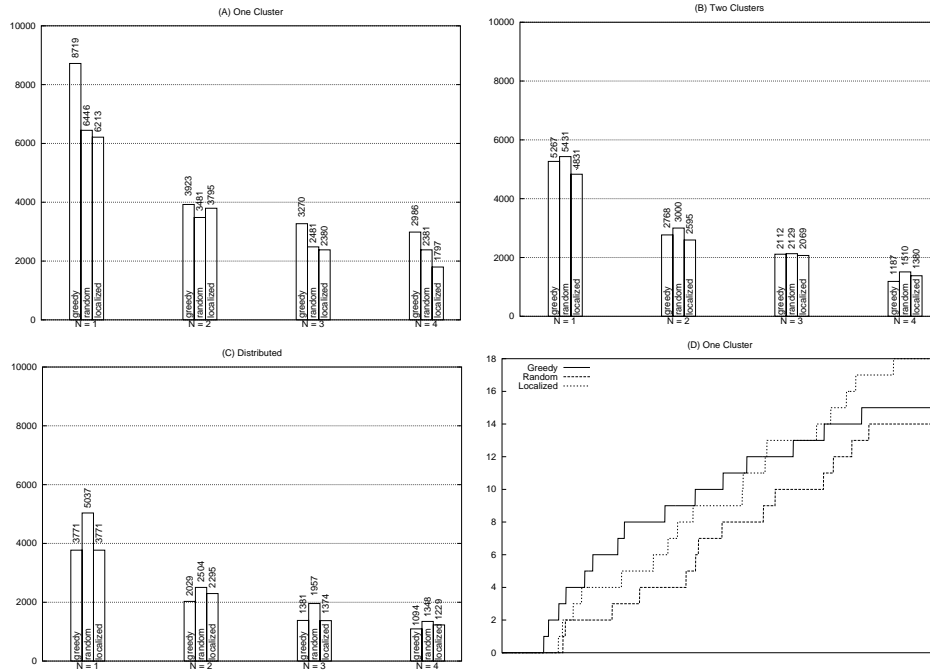 (A) One Cluster
10000
8000
6000
4000
2000
0
8719
6446
6213
3923
3481
3795
3270
2481
2380
2986
2381
1797
greedy
random
localized
greedy
random
localized
greedy
random
localized
greedy
random
localized
N = 1
N = 2
N = 3
N = 4
(B) Two Clusters
10000
8000
6000
4000
2000
0
5267
5431
4831
2768
3000
2595
2112
2129
2069
1187
1510
1380
greedy
random
localized
greedy
random
localized
greedy
random
localized
greedy
random
localized
N = 1
N = 2
N = 3
N = 4
(C) Distributed
10000
8000
6000
4000
2000
0
3771
5037
3771
2029
2504
2295
1381
1957
1374
1094
1348
1229
greedy
random
localized
greedy
random
localized
greedy
random
localized
greedy
random
localized
N = 1
N = 2
N = 3
N = 4
(D) One Cluster
18
16
14
12
10
8
6
4
2
0
Greedy
Random
Localized